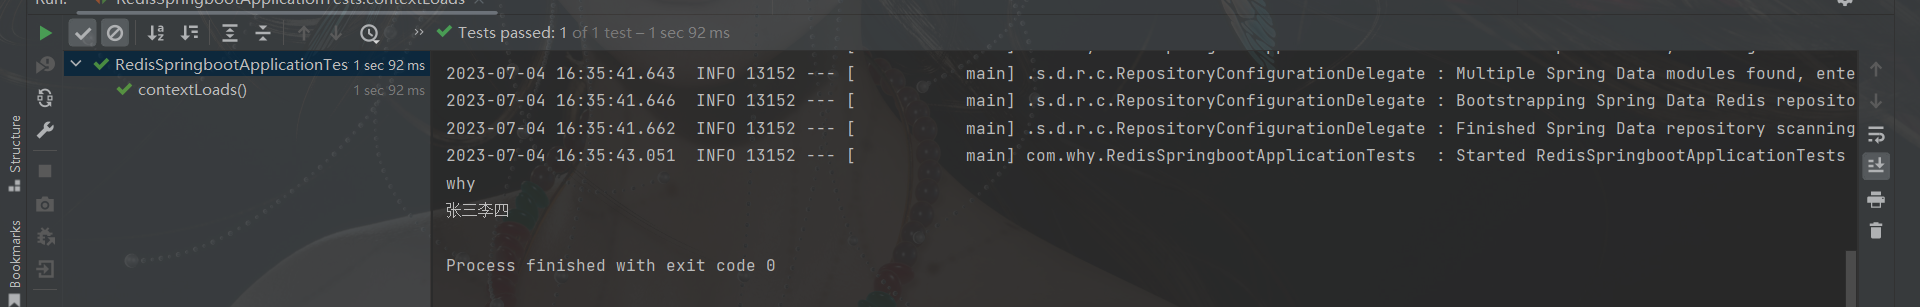 Run: RedisSpringbootApplicationTests.contextLoads
Tests passed: 1 of 1 test – 1 sec 92 ms
RedisSpringbootApplicationTes 1 sec 92 ms
contextLoads() 1 sec 92 ms
2023-07-04 16:35:41.643  INFO 13152 --- [           main] .s.d.r.c.RepositoryConfigurationDelegate : Multiple Spring Data modules found, ente
2023-07-04 16:35:41.646  INFO 13152 --- [           main] .s.d.r.c.RepositoryConfigurationDelegate : Bootstrapping Spring Data Redis reposito
2023-07-04 16:35:41.662  INFO 13152 --- [           main] .s.d.r.c.RepositoryConfigurationDelegate : Finished Spring Data repository scanning
2023-07-04 16:35:43.051  INFO 13152 --- [           main] com.why.RedisSpringbootApplicationTests  : Started RedisSpringbootApplicationTests
why
张三李四
Process finished with exit code 0
Structure
Bookmarks